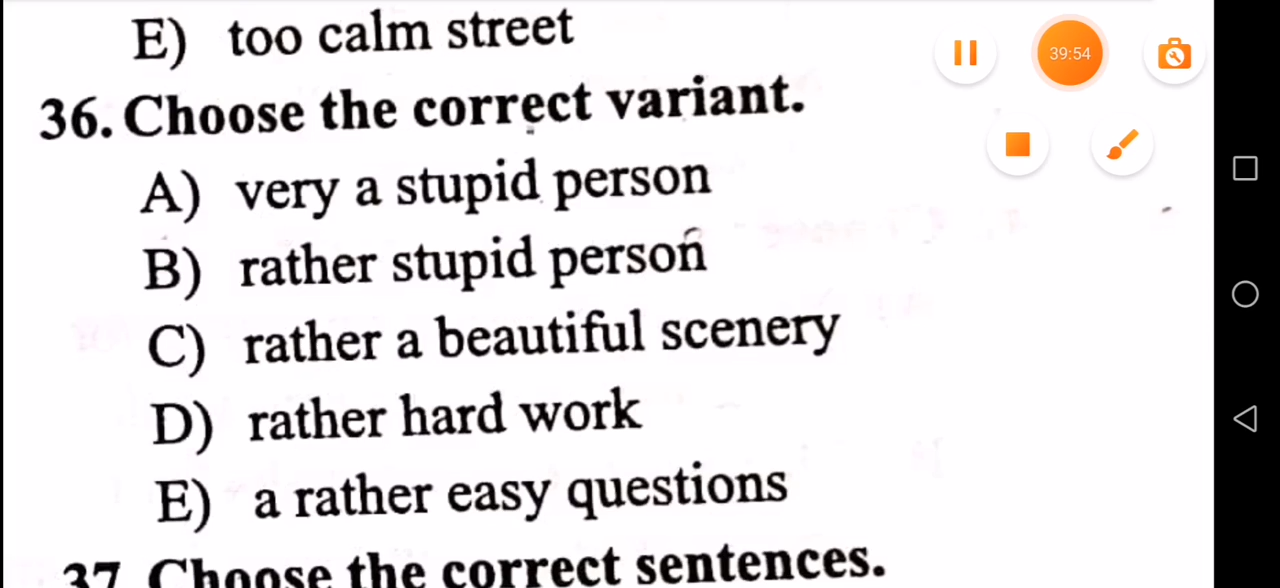 E) too calm street
39:54
36. Choose the correct variant.
A) very a stupid person
B) rather stupid person
C) rather a beautiful scenery
D) rather hard work
E) a rather easy questions
37. Choose the correct sentences.